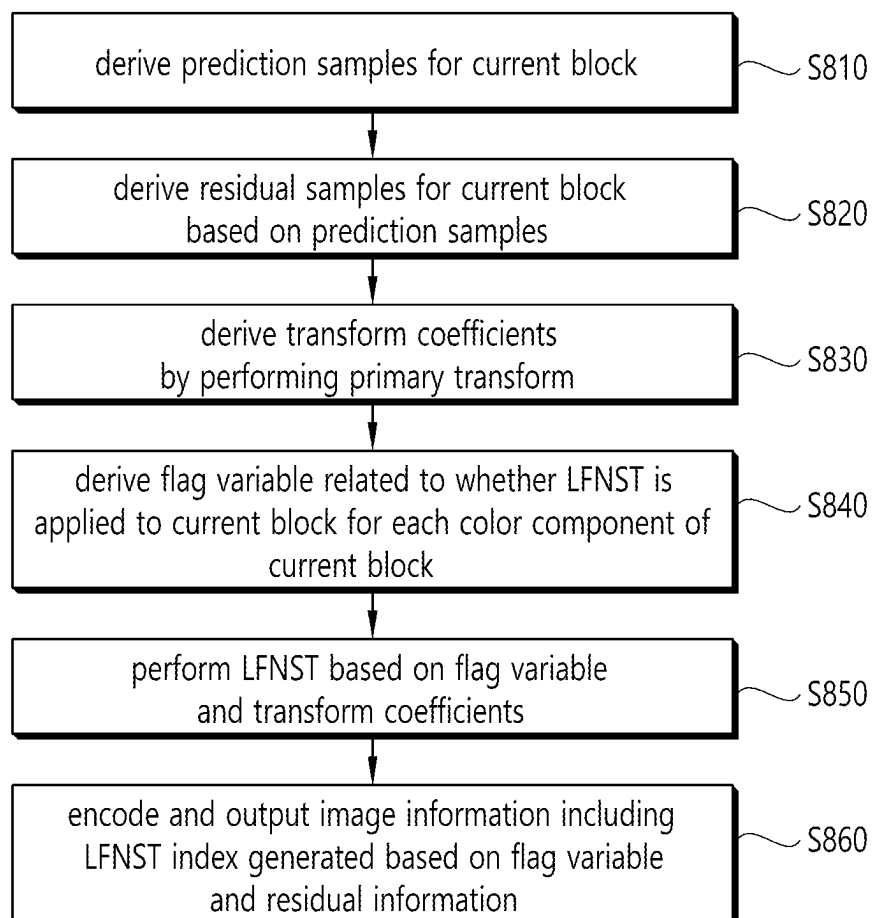 derive prediction samples for current block
S810
derive residual samples for current block
based on prediction samples
S820
derive transform coefficients
by performing primary transform
S830
derive flag variable related to whether LFNST is
applied to current block for each color component of
current block
S840
perform LFNST based on flag variable
and transform coefficients
S850
encode and output image information including
LFNST index generated based on flag variable
and residual information
S860